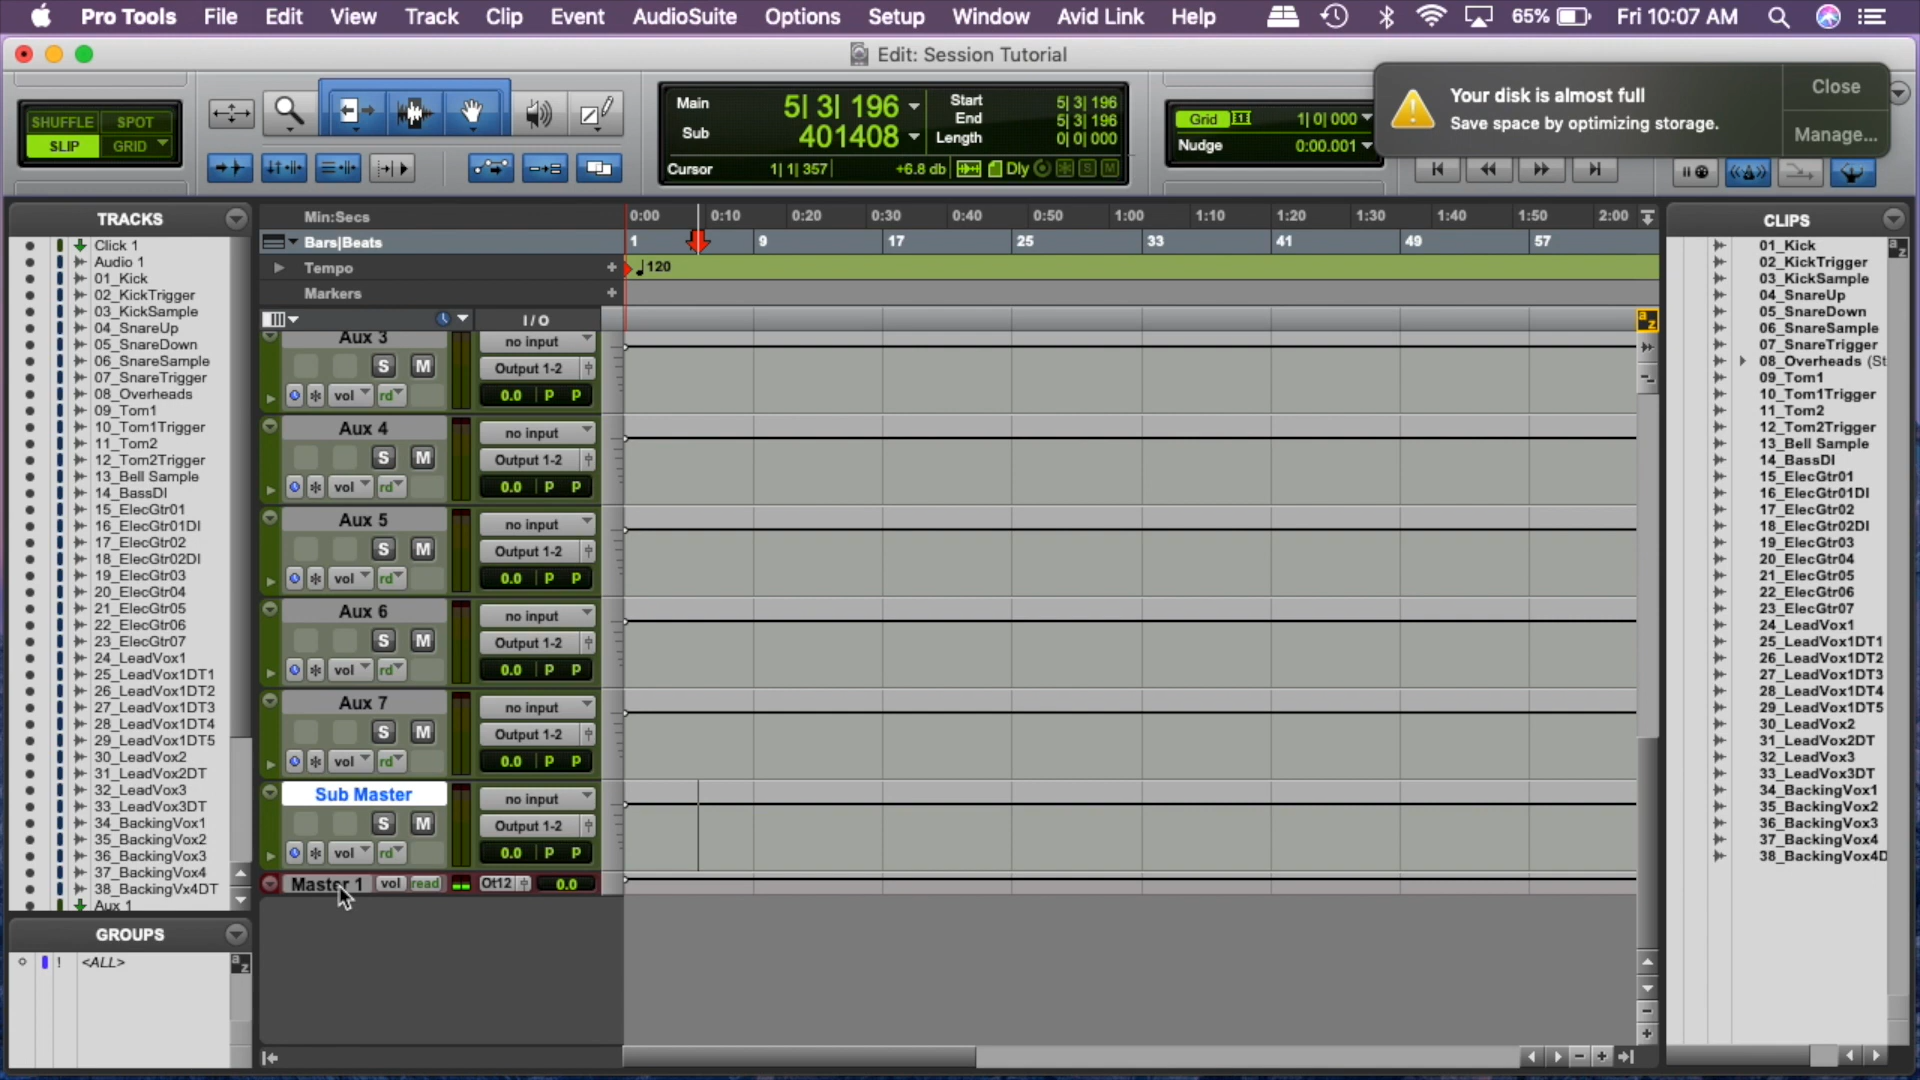 Pro Tools File Edit View Track Clip Event AudioSuite Options Setup Window Avid Link Help 65% Fri 10:07 AM
Edit: Session Tutorial
SHUFFLE SPOT
SLIP GRID
Main 5| 3| 196
Sub 401408
Start 5| 3| 196
End 5| 3| 196
Length 0| 0| 000
Cursor 1| 1| 357 +6.8 db Dly S M
Grid 1| 0| 000
Nudge 0:00.001
Your disk is almost full
Save space by optimizing storage.
Close
Manage...
TRACKS
Click 1
Audio 1
01_Kick
02_KickTrigger
03_KickSample
04_SnareUp
05_SnareDown
06_SnareSample
07_SnareTrigger
08_Overheads
09_Tom1
10_Tom1Trigger
11_Tom2
12_Tom2Trigger
13_Bell Sample
14_BassDI
15_ElecGtr01
16_ElecGtr01DI
17_ElecGtr02
18_ElecGtr02DI
19_ElecGtr03
20_ElecGtr04
21_ElecGtr05
22_ElecGtr06
23_ElecGtr07
24_LeadVox1
25_LeadVox1DT1
26_LeadVox1DT2
27_LeadVox1DT3
28_LeadVox1DT4
29_LeadVox1DT5
30_LeadVox2
31_LeadVox2DT
32_LeadVox3
33_LeadVox3DT
34_BackingVox1
35_BackingVox2
36_BackingVox3
37_BackingVox4
38_BackingVx4DT
Aux 1
GROUPS
! <ALL>
a z
Min:Secs 0:00 0:10 0:20 0:30 0:40 0:50 1:00 1:10 1:20 1:30 1:40 1:50 2:00
Bars|Beats 1 9 17 25 33 41 49 57
Tempo + 120
Markers +
I / O
a z
Aux 3 no input
S M Output 1-2
vol rd 0.0 P P
Aux 4 no input
S M Output 1-2
vol rd 0.0 P P
Aux 5 no input
S M Output 1-2
vol rd 0.0 P P
Aux 6 no input
S M Output 1-2
vol rd 0.0 P P
Aux 7 no input
S M Output 1-2
vol rd 0.0 P P
Sub Master no input
S M Output 1-2
vol rd 0.0 P P
Master 1 vol read Ot12 0.0
CLIPS
a z
01_Kick
02_KickTrigger
03_KickSample
04_SnareUp
05_SnareDown
06_SnareSample
07_SnareTrigger
08_Overheads (St
09_Tom1
10_Tom1Trigger
11_Tom2
12_Tom2Trigger
13_Bell Sample
14_BassDI
15_ElecGtr01
16_ElecGtr01DI
17_ElecGtr02
18_ElecGtr02DI
19_ElecGtr03
20_ElecGtr04
21_ElecGtr05
22_ElecGtr06
23_ElecGtr07
24_LeadVox1
25_LeadVox1DT1
26_LeadVox1DT2
27_LeadVox1DT3
28_LeadVox1DT4
29_LeadVox1DT5
30_LeadVox2
31_LeadVox2DT
32_LeadVox3
33_LeadVox3DT
34_BackingVox1
35_BackingVox2
36_BackingVox3
37_BackingVox4
38_BackingVox4D